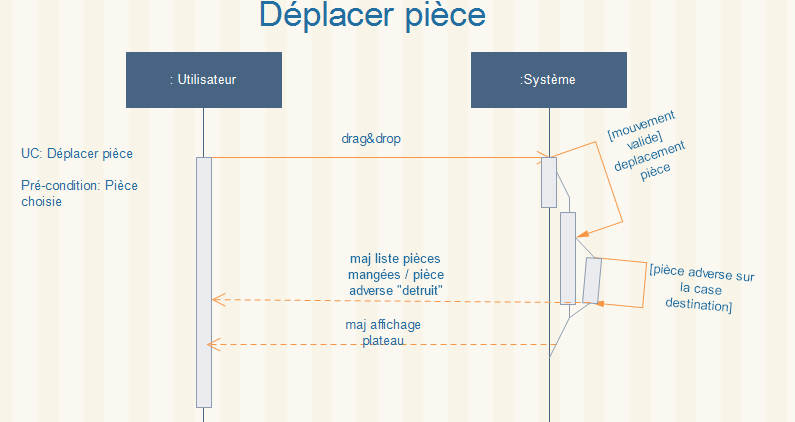 Déplacer pièce
: Utilisateur
:Système
drag&drop
[mouvement
valide]
deplacement
pièce
UC: Déplacer pièce
Pré-condition: Pièce
choisie
maj liste pièces
mangées / pièce
adverse "detruit"
[pièce adverse sur
la case
destination]
maj affichage
plateau